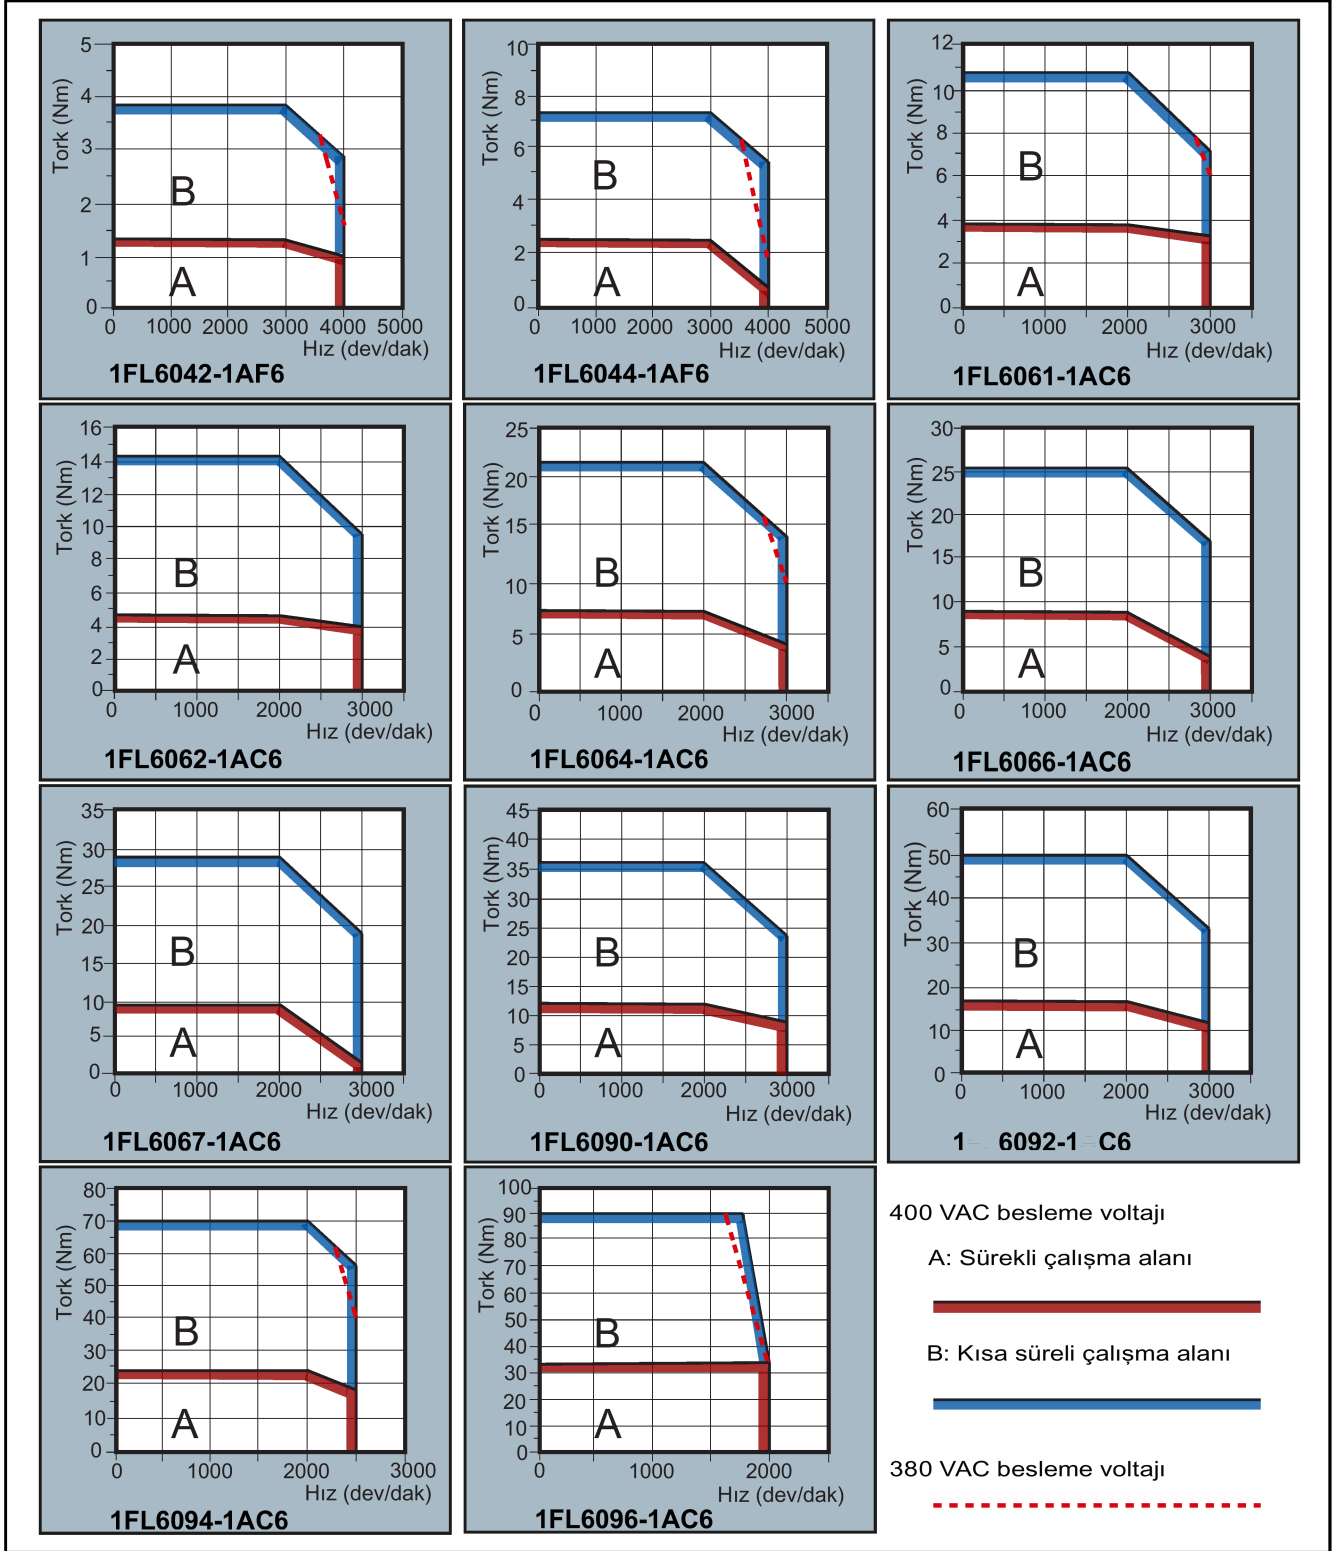 5
4
3
2
1
0
Tork (Nm)
B
A
0 1000 2000 3000 4000 5000
Hız (dev/dak)
1FL6042-1AF6
10
8
6
4
2
0
Tork (Nm)
B
A
0 1000 2000 3000 4000 5000
Hız (dev/dak)
1FL6044-1AF6
12
10
8
6
4
2
0
Tork (Nm)
B
A
0 1000 2000 3000
Hız (dev/dak)
1FL6061-1AC6
16
14
12
10
8
6
4
2
0
Tork (Nm)
B
A
0 1000 2000 3000
Hız (dev/dak)
1FL6062-1AC6
25
20
15
10
5
0
Tork (Nm)
B
A
0 1000 2000 3000
Hız (dev/dak)
1FL6064-1AC6
30
25
20
15
10
5
0
Tork (Nm)
B
A
0 1000 2000 3000
Hız (dev/dak)
1FL6066-1AC6
35
30
25
20
15
10
5
0
Tork (Nm)
B
A
0 1000 2000 3000
Hız (dev/dak)
1FL6067-1AC6
45
40
35
30
25
20
15
10
5
0
Tork (Nm)
B
A
0 1000 2000 3000
Hız (dev/dak)
1FL6090-1AC6
60
50
40
30
20
10
0
Tork (Nm)
B
A
0 1000 2000 3000
Hız (dev/dak)
1 6092-1 C6
80
70
60
50
40
30
20
10
0
Tork (Nm)
B
A
0 1000 2000 3000
Hız (dev/dak)
1FL6094-1AC6
100
90
80
70
60
50
40
30
20
10
0
Tork (Nm)
B
A
0 1000 2000
Hız (dev/dak)
1FL6096-1AC6
400 VAC besleme voltajı
A: Sürekli çalışma alanı
B: Kısa süreli çalışma alanı
380 VAC besleme voltajı